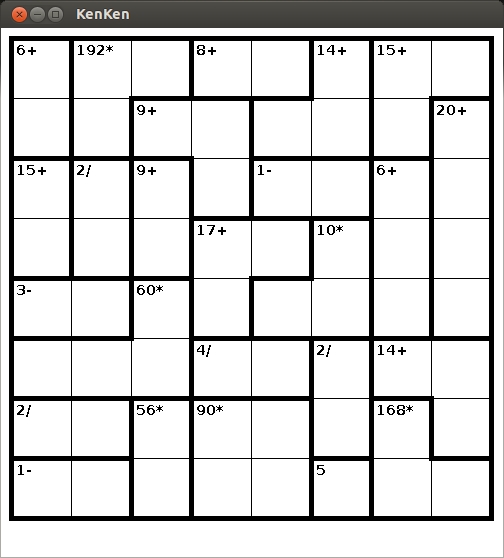 KenKen
6+ 192* 8+ 14+ 15+
9+ 20+
15+ 2/ 9+ 1- 6+
17+ 10*
3- 60*
4/ 2/ 14+
2/ 56* 90* 168*
1- 5